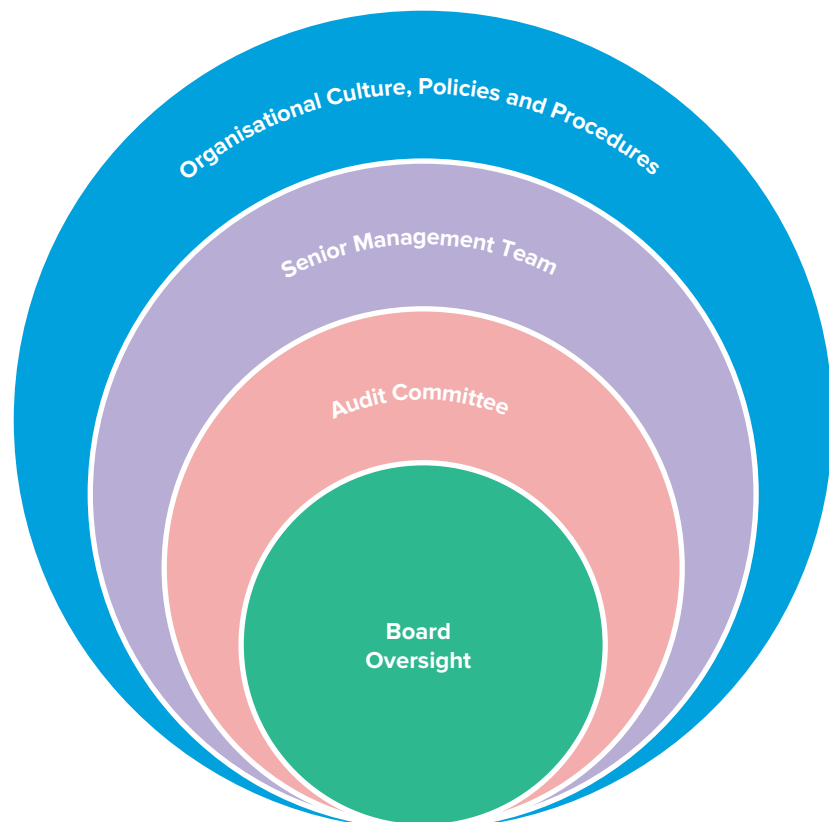 Organisational Culture, Policies and Procedures
Senior Management Team
Audit Committee
Board
Oversight